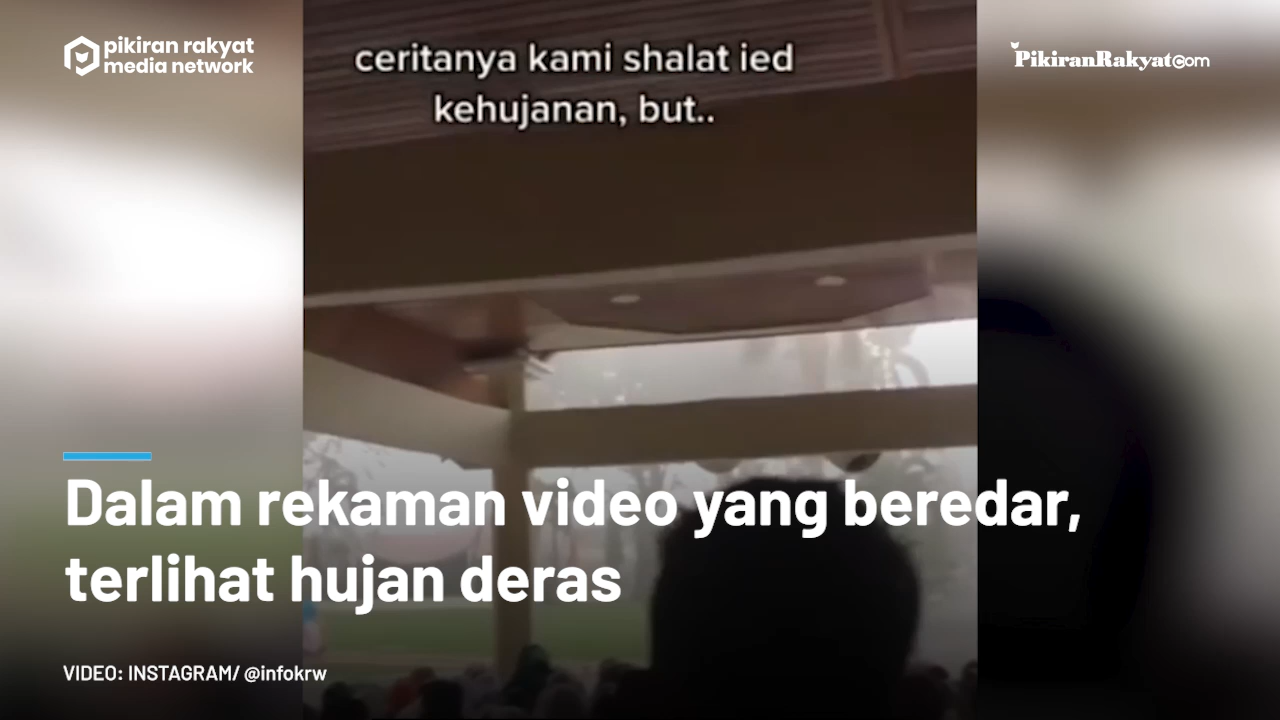 pikiran rakyat
media network
PikiranRakyat.com
ceritanya kami shalat ied
kehujanan, but..
Dalam rekaman video yang beredar,
terlihat hujan deras
VIDEO: INSTAGRAM/ @infokrw